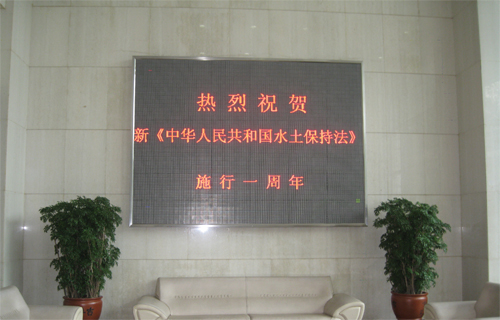 热烈祝贺
新《中华人民共和国水土保持法》
施行一周年